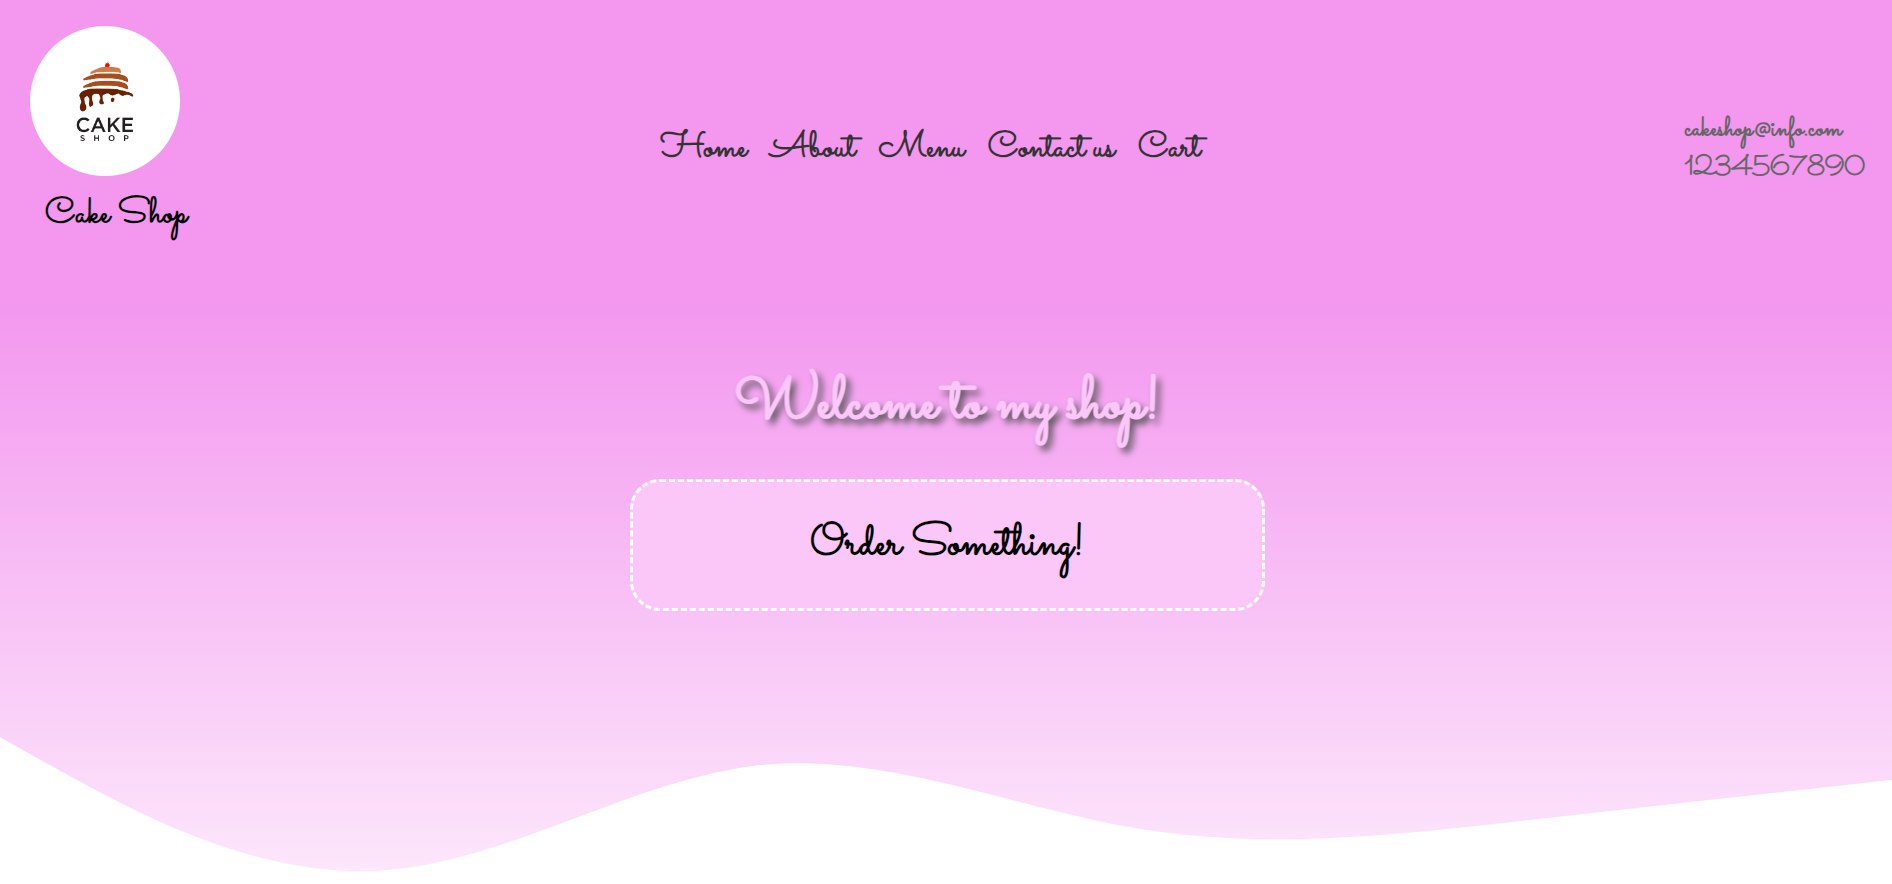 CAKE
SHOP
Cake Shop
Home About Menu Contact us Cart
cakeshop@info.com
1234567890
Welcome to my shop!
Order Something!